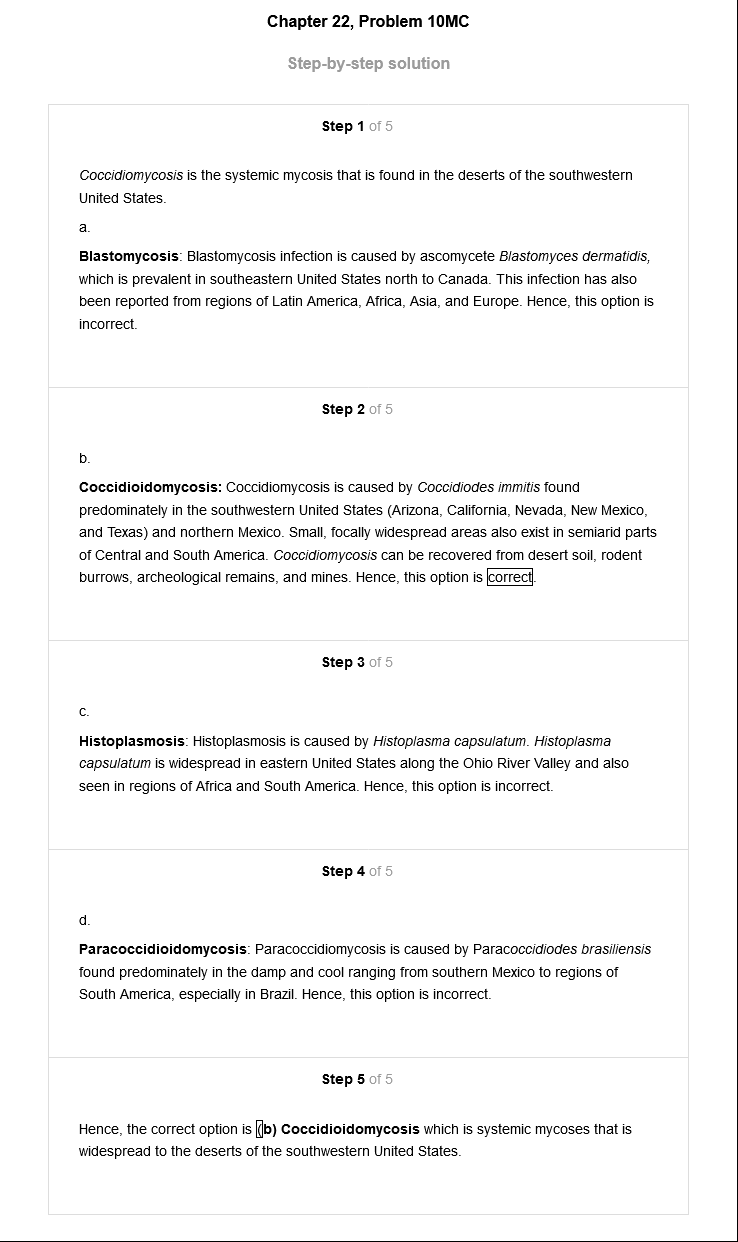 Chapter 22, Problem 10MC
Step-by-step solution
Step 1 of 5
Coccidiomycosis is the systemic mycosis that is found in the deserts of the southwestern
United States.
a.
Blastomycosis: Blastomycosis infection is caused by ascomycete Blastomyces dermatidis,
which is prevalent in southeastern United States north to Canada. This infection has also
been reported from regions of Latin America, Africa, Asia, and Europe. Hence, this option is
incorrect.
Step 2 of 5
b.
Coccidioidomycosis: Coccidiomycosis is caused by Coccidiodes immitis found
predominately in the southwestern United States (Arizona, California, Nevada, New Mexico,
and Texas) and northern Mexico. Small, focally widespread areas also exist in semiarid parts
of Central and South America. Coccidiomycosis can be recovered from desert soil, rodent
burrows, archeological remains, and mines. Hence, this option is correct.
Step 3 of 5
c.
Histoplasmosis: Histoplasmosis is caused by Histoplasma capsulatum. Histoplasma
capsulatum is widespread in eastern United States along the Ohio River Valley and also
seen in regions of Africa and South America. Hence, this option is incorrect.
Step 4 of 5
d.
Paracoccidioidomycosis: Paracoccidiomycosis is caused by Paracoccidiodes brasiliensis
found predominately in the damp and cool ranging from southern Mexico to regions of
South America, especially in Brazil. Hence, this option is incorrect.
Step 5 of 5
Hence, the correct option is (b) Coccidioidomycosis which is systemic mycoses that is
widespread to the deserts of the southwestern United States.